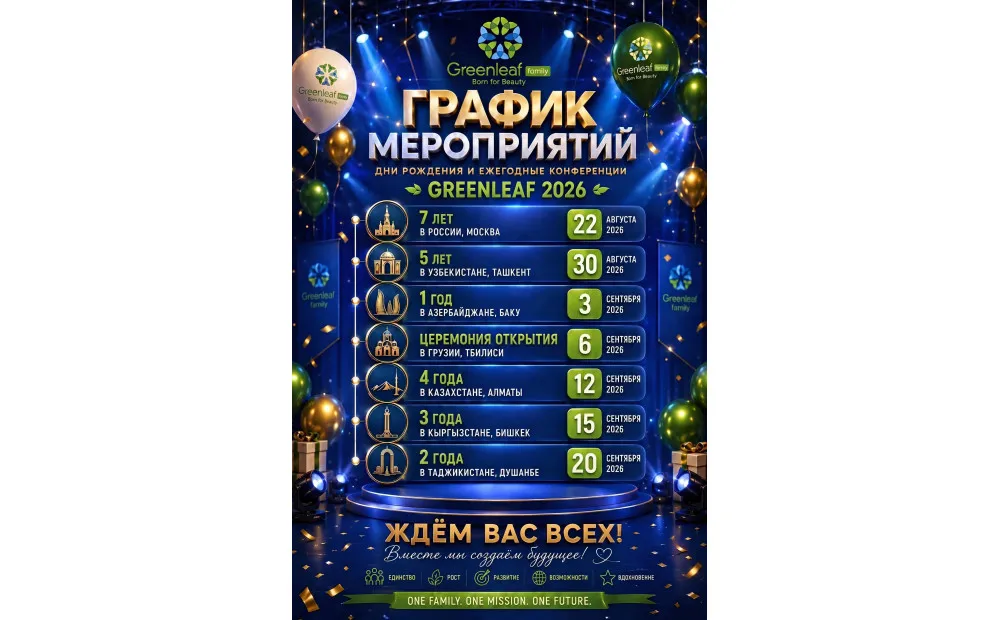 Greenleaf family
Born for Beauty
Greenleaf
Born for Beauty
Greenleaf
Born for Beauty
ГРАФИК
МЕРОПРИЯТИЙ
ДНИ РОЖДЕНИЯ И ЕЖЕГОДНЫЕ КОНФЕРЕНЦИИ
GREENLEAF 2026
7 ЛЕТ
В РОССИИ, МОСКВА
22 АВГУСТА
2026
5 ЛЕТ
В УЗБЕКИСТАНЕ, ТАШКЕНТ
30 АВГУСТА
2026
1 ГОД
В АЗЕРБАЙДЖАНЕ, БАКУ
3 СЕНТЯБРЯ
2026
ЦЕРЕМОНИЯ ОТКРЫТИЯ
В ГРУЗИИ, ТБИЛИСИ
6 СЕНТЯБРЯ
2026
4 ГОДА
В КАЗАХСТАНЕ, АЛМАТЫ
12 СЕНТЯБРЯ
2026
3 ГОДА
В КЫРГЫЗСТАНЕ, БИШКЕК
15 СЕНТЯБРЯ
2026
2 ГОДА
В ТАДЖИКИСТАНЕ, ДУШАНБЕ
20 СЕНТЯБРЯ
2026
Greenleaf
family
Greenleaf
family
ЖДЁМ ВАС ВСЕХ!
Вместе мы создаём будущее!
ЕДИНСТВО РОСТ РАЗВИТИЕ ВОЗМОЖНОСТИ ВДОХНОВЕНИЕ
ONE FAMILY. ONE MISSION. ONE FUTURE.